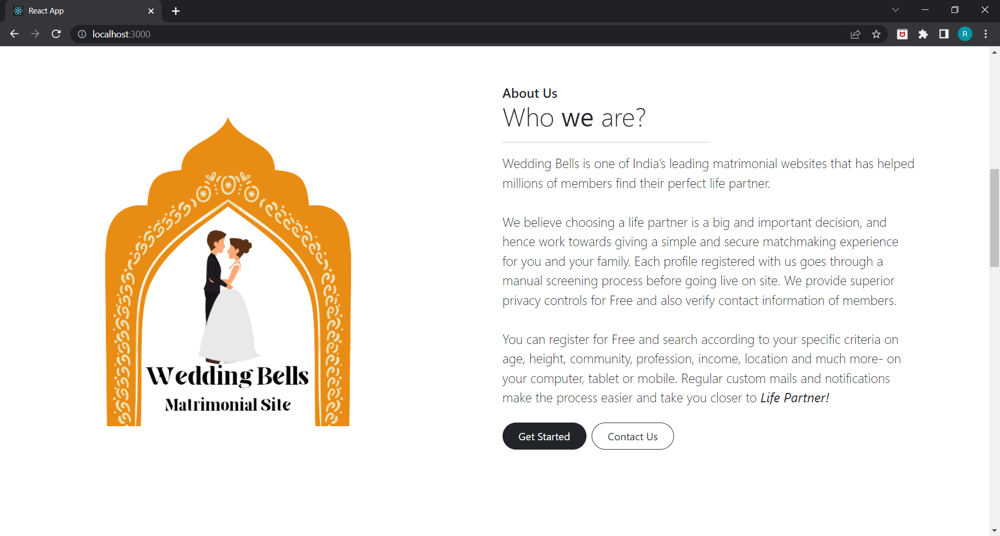 React App
localhost:3000
R
About Us
Who we are?
Wedding Bells is one of India’s leading matrimonial websites that has helped
millions of members find their perfect life partner.
We believe choosing a life partner is a big and important decision, and
hence work towards giving a simple and secure matchmaking experience
for you and your family. Each profile registered with us goes through a
manual screening process before going live on site. We provide superior
privacy controls for Free and also verify contact information of members.
You can register for Free and search according to your specific criteria on
age, height, community, profession, income, location and much more- on
your computer, tablet or mobile. Regular custom mails and notifications
make the process easier and take you closer to Life Partner!
Get Started
Contact Us
Wedding Bells
Matrimonial Site